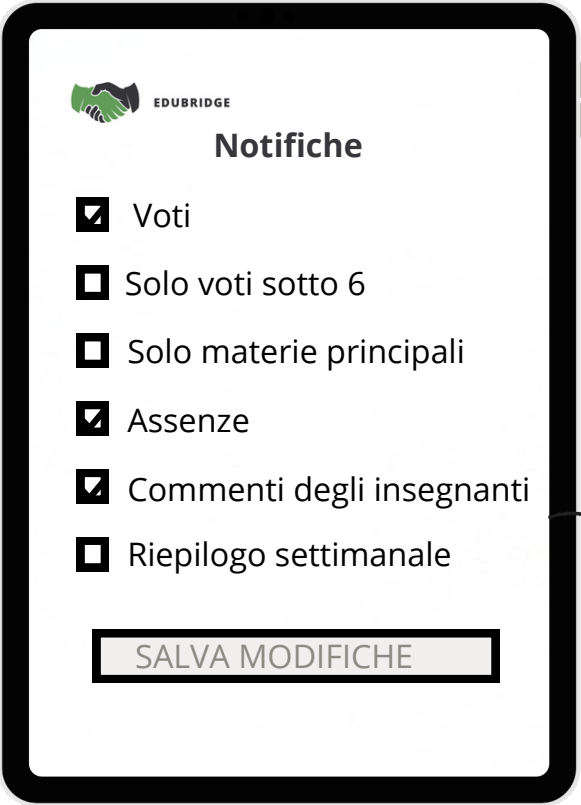 EDUBRIDGE
Notifiche
Voti
Solo voti sotto 6
Solo materie principali
Assenze
Commenti degli insegnanti
Riepilogo settimanale
SALVA MODIFICHE